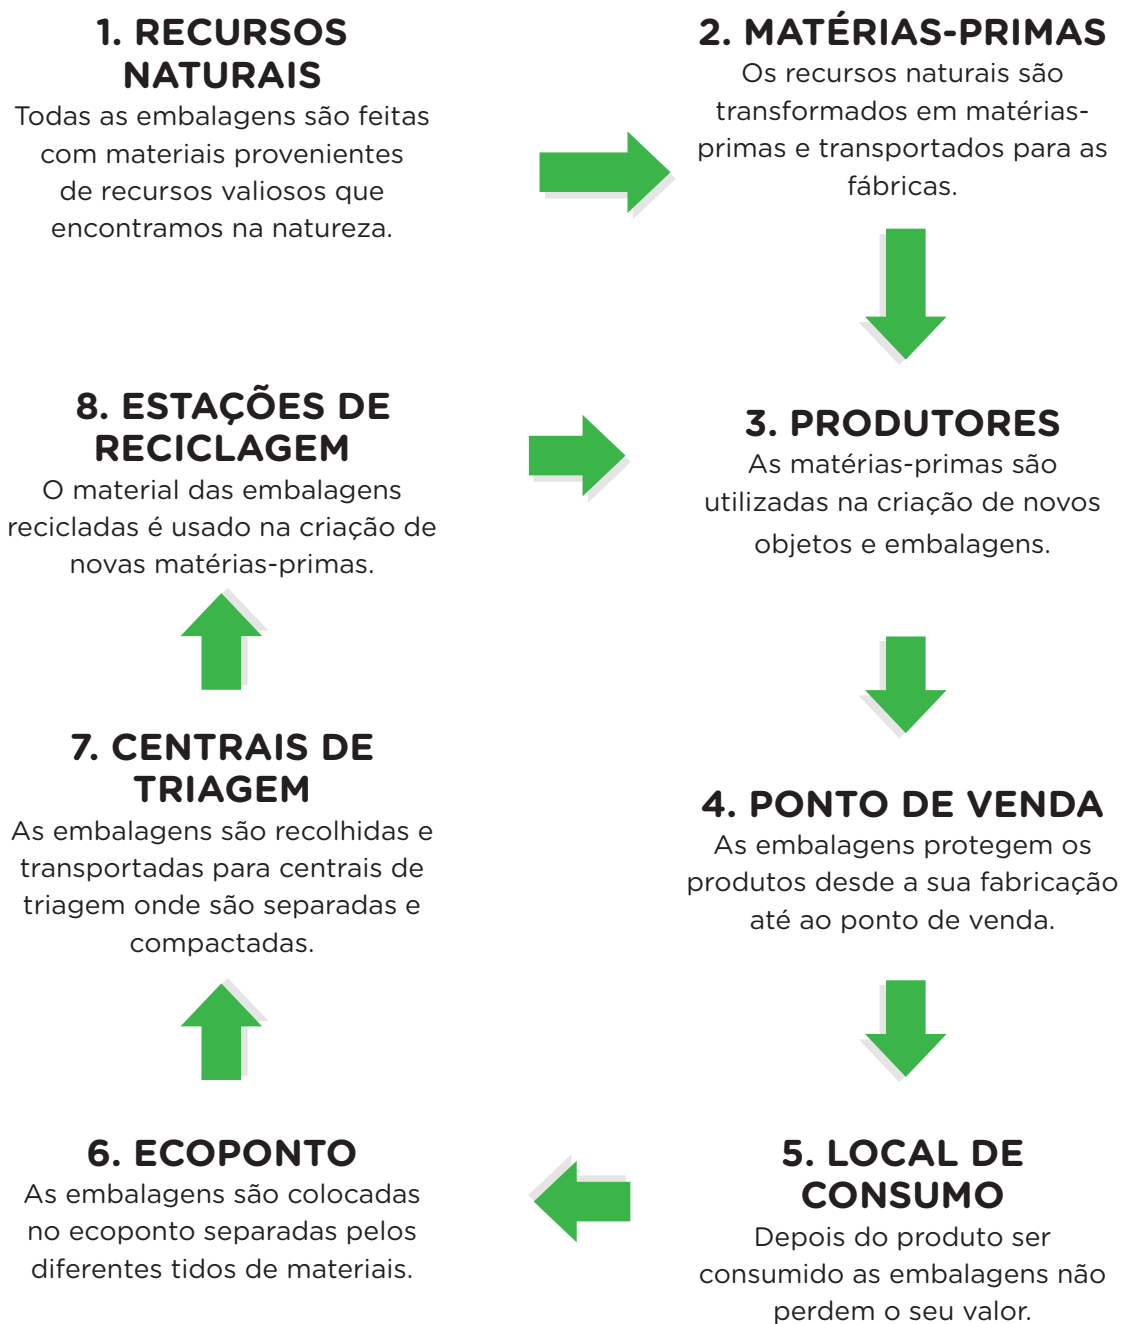 1. RECURSOS
NATURAIS
Todas as embalagens são feitas
com materiais provenientes
de recursos valiosos que
encontramos na natureza.
2. MATÉRIAS-PRIMAS
Os recursos naturais são
transformados em matérias-
primas e transportados para as
fábricas.
3. PRODUTORES
As matérias-primas são
utilizadas na criação de novos
objetos e embalagens.
4. PONTO DE VENDA
As embalagens protegem os
produtos desde a sua fabricação
até ao ponto de venda.
5. LOCAL DE
CONSUMO
Depois do produto ser
consumido as embalagens não
perdem o seu valor.
6. ECOPONTO
As embalagens são colocadas
no ecoponto separadas pelos
diferentes tidos de materiais.
7. CENTRAIS DE
TRIAGEM
As embalagens são recolhidas e
transportadas para centrais de
triagem onde são separadas e
compactadas.
8. ESTAÇÕES DE
RECICLAGEM
O material das embalagens
recicladas é usado na criação de
novas matérias-primas.